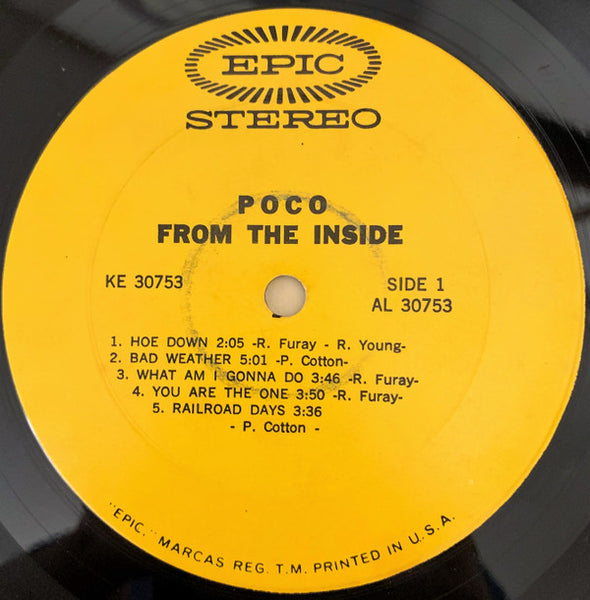 EPIC
STEREO
POCO
FROM THE INSIDE
KE 30753
SIDE 1
AL 30753
1. HOE DOWN 2:05 -R. Furay - R. Young-
2. BAD WEATHER 5:01 -P. Cotton-
3. WHAT AM I GONNA DO 3:46 -R. Furay-
4. YOU ARE THE ONE 3:50 -R. Furay-
5. RAILROAD DAYS 3:36
- P. Cotton -
"EPIC," MARCAS REG. T.M. PRINTED IN U.S.A.